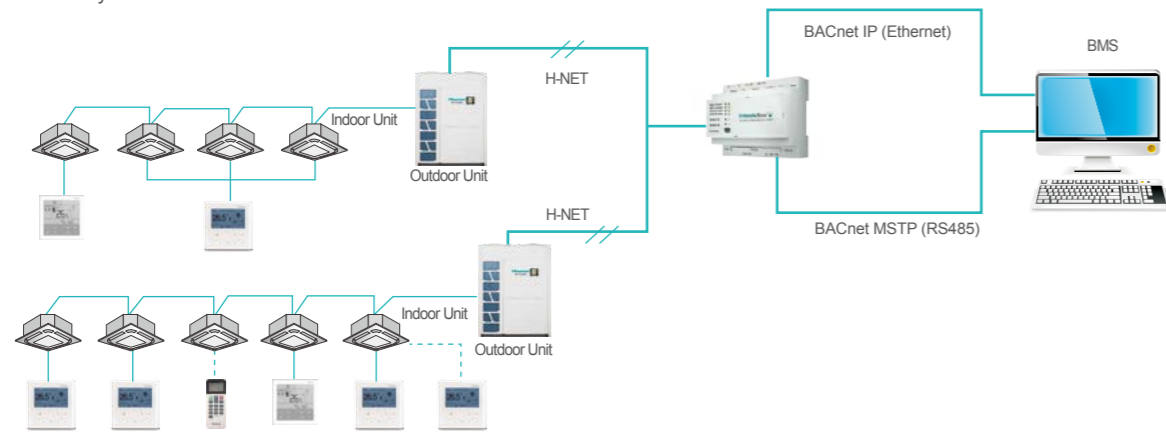 BACnet IP (Ethernet)
BMS
H-NET
Indoor Unit
Outdoor Unit
H-NET
BACnet MSTP (RS485)
Indoor Unit
Outdoor Unit